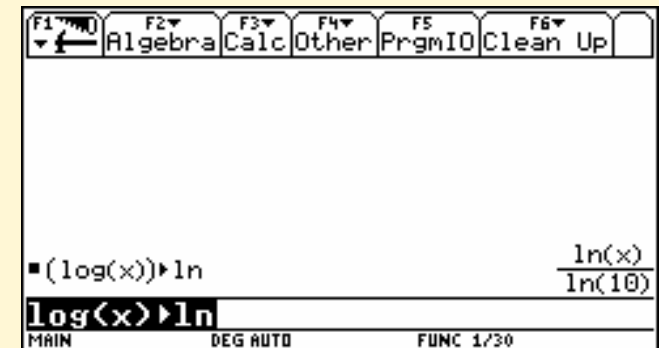 F1▾ F2▾ F3▾ F4▾ F5 F6▾
Algebra Calc Other PrgmIO Clean Up
▪(log(x))▸ln ln(x)/ln(10)
log(x)▸ln
MAIN DEG AUTO FUNC 1/30